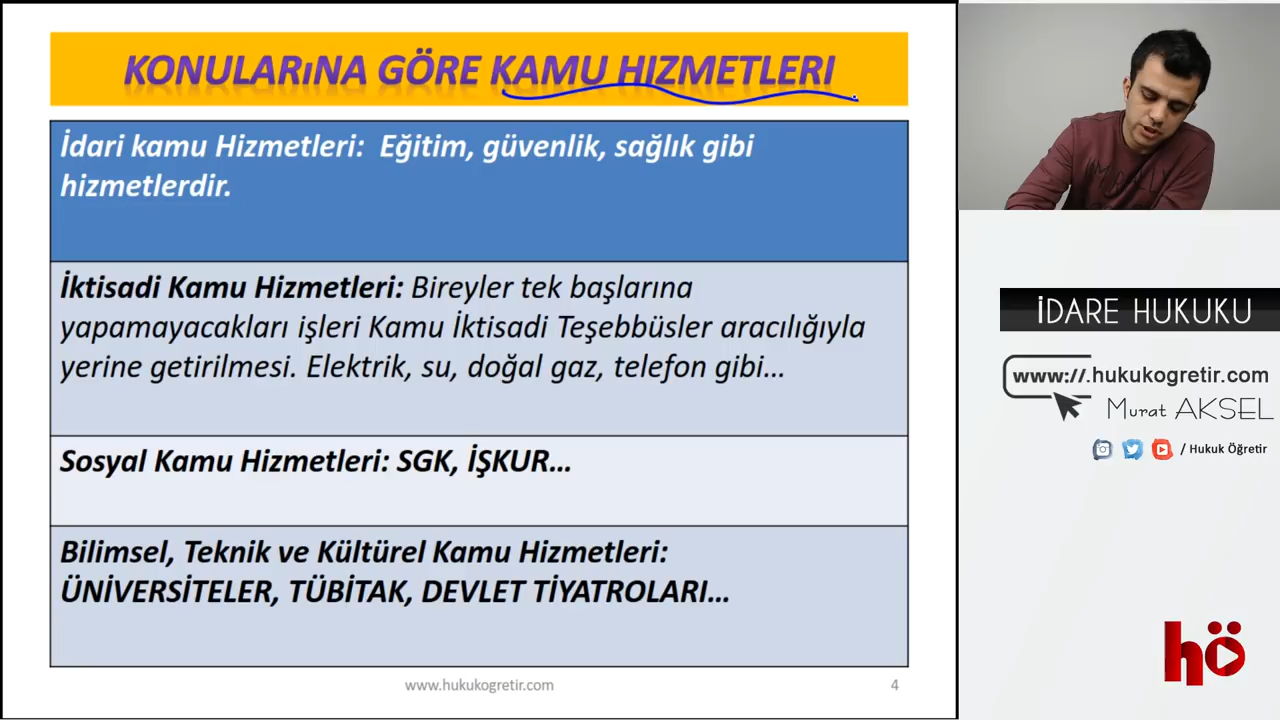 KONULARıNA GÖRE KAMU HIZMETLERI
İdari kamu Hizmetleri: Eğitim, güvenlik, sağlık gibi
hizmetlerdir.
İktisadi Kamu Hizmetleri: Bireyler tek başlarına
yapamayacakları işleri Kamu İktisadi Teşebbüsler aracılığıyla
yerine getirilmesi. Elektrik, su, doğal gaz, telefon gibi...
Sosyal Kamu Hizmetleri: SGK, İŞKUR...
Bilimsel, Teknik ve Kültürel Kamu Hizmetleri:
ÜNİVERSİTELER, TÜBİTAK, DEVLET TİYATROLARI...
www.hukukogretir.com
4
İDARE HUKUKU
www://.hukukogretir.com
Murat AKSEL
/ Hukuk Öğretir
hö